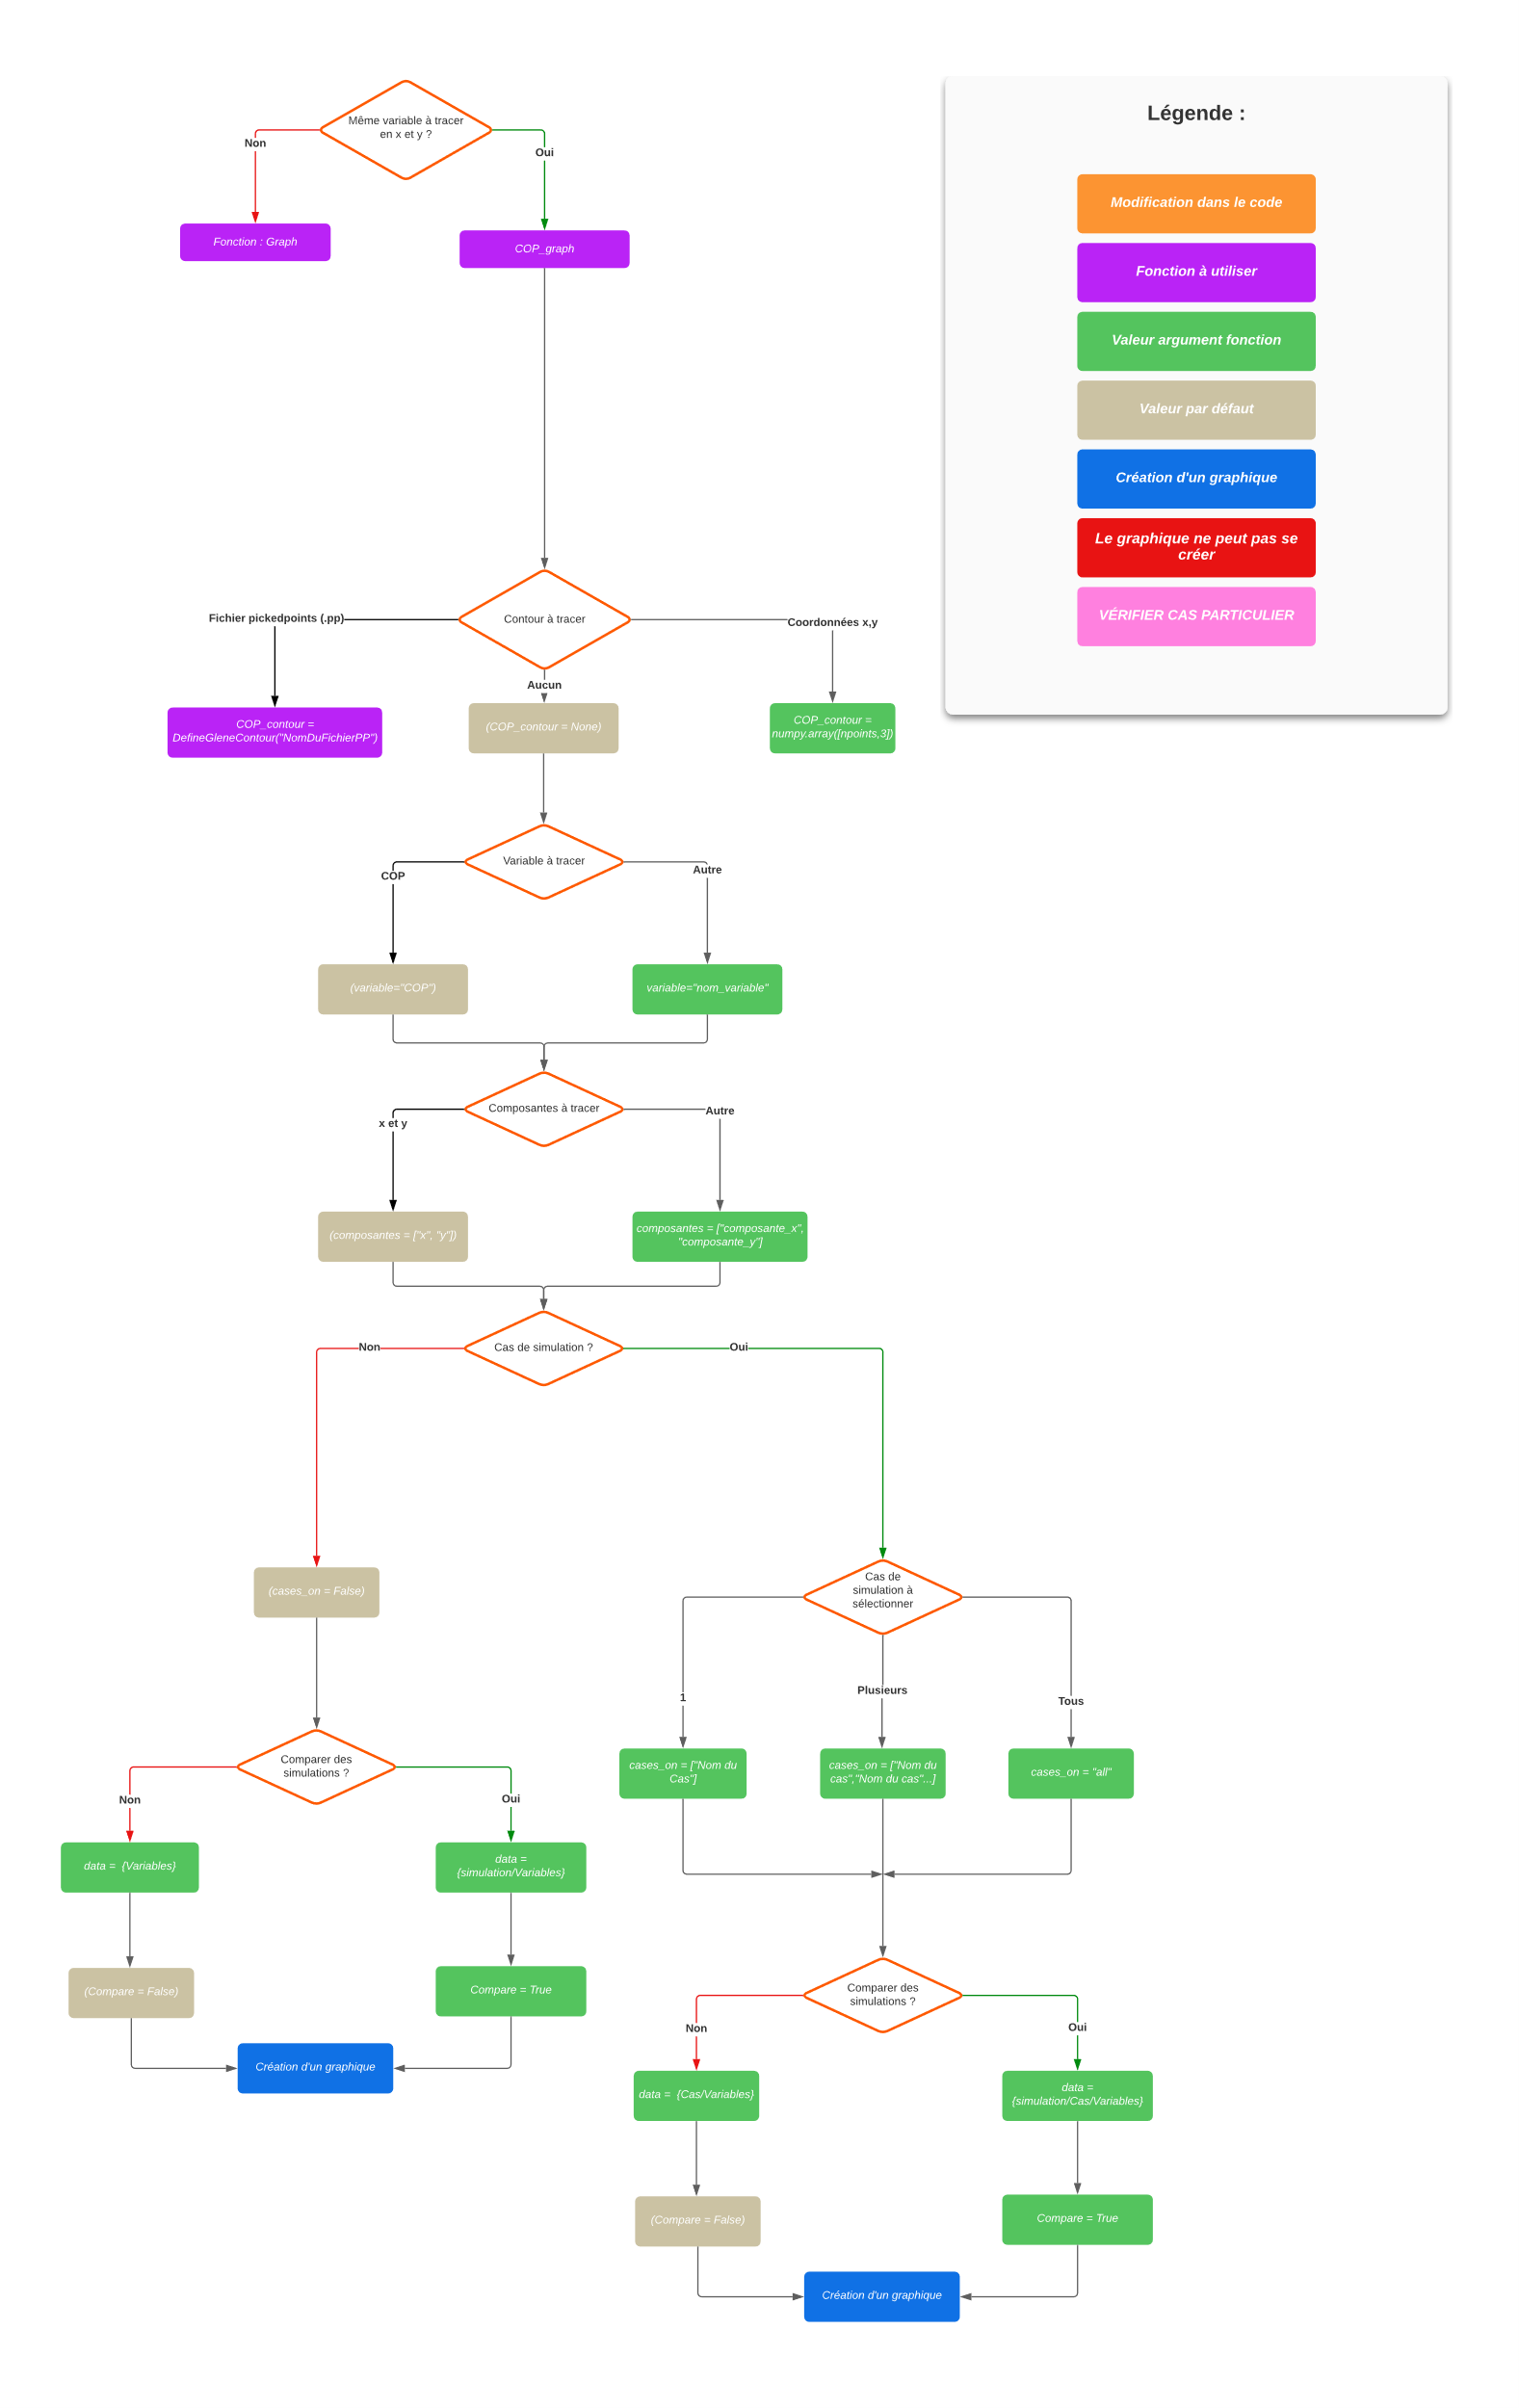 Même variable à tracer
en x et y ?
Non
Oui
Fonction : Graph
COP_graph
Légende :
Modification dans le code
Fonction à utiliser
Valeur argument fonction
Valeur par défaut
Création d'un graphique
Le graphique ne peut pas se
créer
VÉRIFIER CAS PARTICULIER
Contour à tracer
Fichier pickedpoints (.pp)
Coordonnées x,y
Aucun
COP_contour =
DefineGleneContour("NomDuFichierPP")
(COP_contour = None)
COP_contour =
numpy.array([npoints,3])
Variable à tracer
COP
Autre
(variable="COP")
variable="nom_variable"
Composantes à tracer
x et y
Autre
(composantes = ["x", "y"])
composantes = ["composante_x",
"composante_y"]
Cas de simulation ?
Non
Oui
(cases_on = False)
Cas de
simulation à
sélectionner
1
Plusieurs
Tous
cases_on = ["Nom du
Cas"]
cases_on = ["Nom du
cas","Nom du cas"...]
cases_on = "all"
Comparer des
simulations ?
Non
Oui
data =  {Variables}
data =
{simulation/Variables}
(Compare = False)
Compare = True
Création d'un graphique
Comparer des
simulations ?
Non
Oui
data =  {Cas/Variables}
data =
{simulation/Cas/Variables}
(Compare = False)
Compare = True
Création d'un graphique